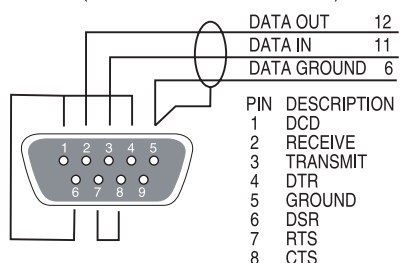 DATA OUT 12
DATA IN 11
DATA GROUND 6
PIN DESCRIPTION
1 DCD
2 RECEIVE
3 TRANSMIT
4 DTR
5 GROUND
6 DSR
7 RTS
8 CTS
1 2 3 4 5
6 7 8 9